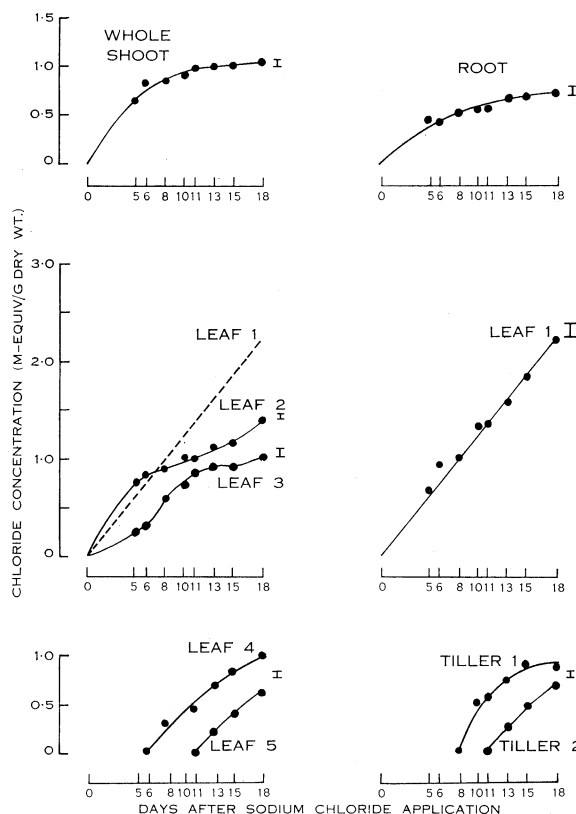 1·5
1·0
0·5
0
WHOLE
SHOOT
0 5 6 8 10 11 13 15 18
ROOT
0 5 6 8 10 11 13 15 18
CHLORIDE CONCENTRATION (M-EQUIV/G DRY WT.)
3·0
2·0
1·0
0
LEAF 1
LEAF 2
LEAF 3
0 5 6 8 10 11 13 15 18
LEAF 1
0 5 6 8 10 11 13 15 18
1·0
0·5
0
LEAF 4
LEAF 5
0 5 6 8 10 11 13 15 18
TILLER 1
TILLER 2
0 5 6 8 10 11 13 15 18
DAYS AFTER SODIUM CHLORIDE APPLICATION